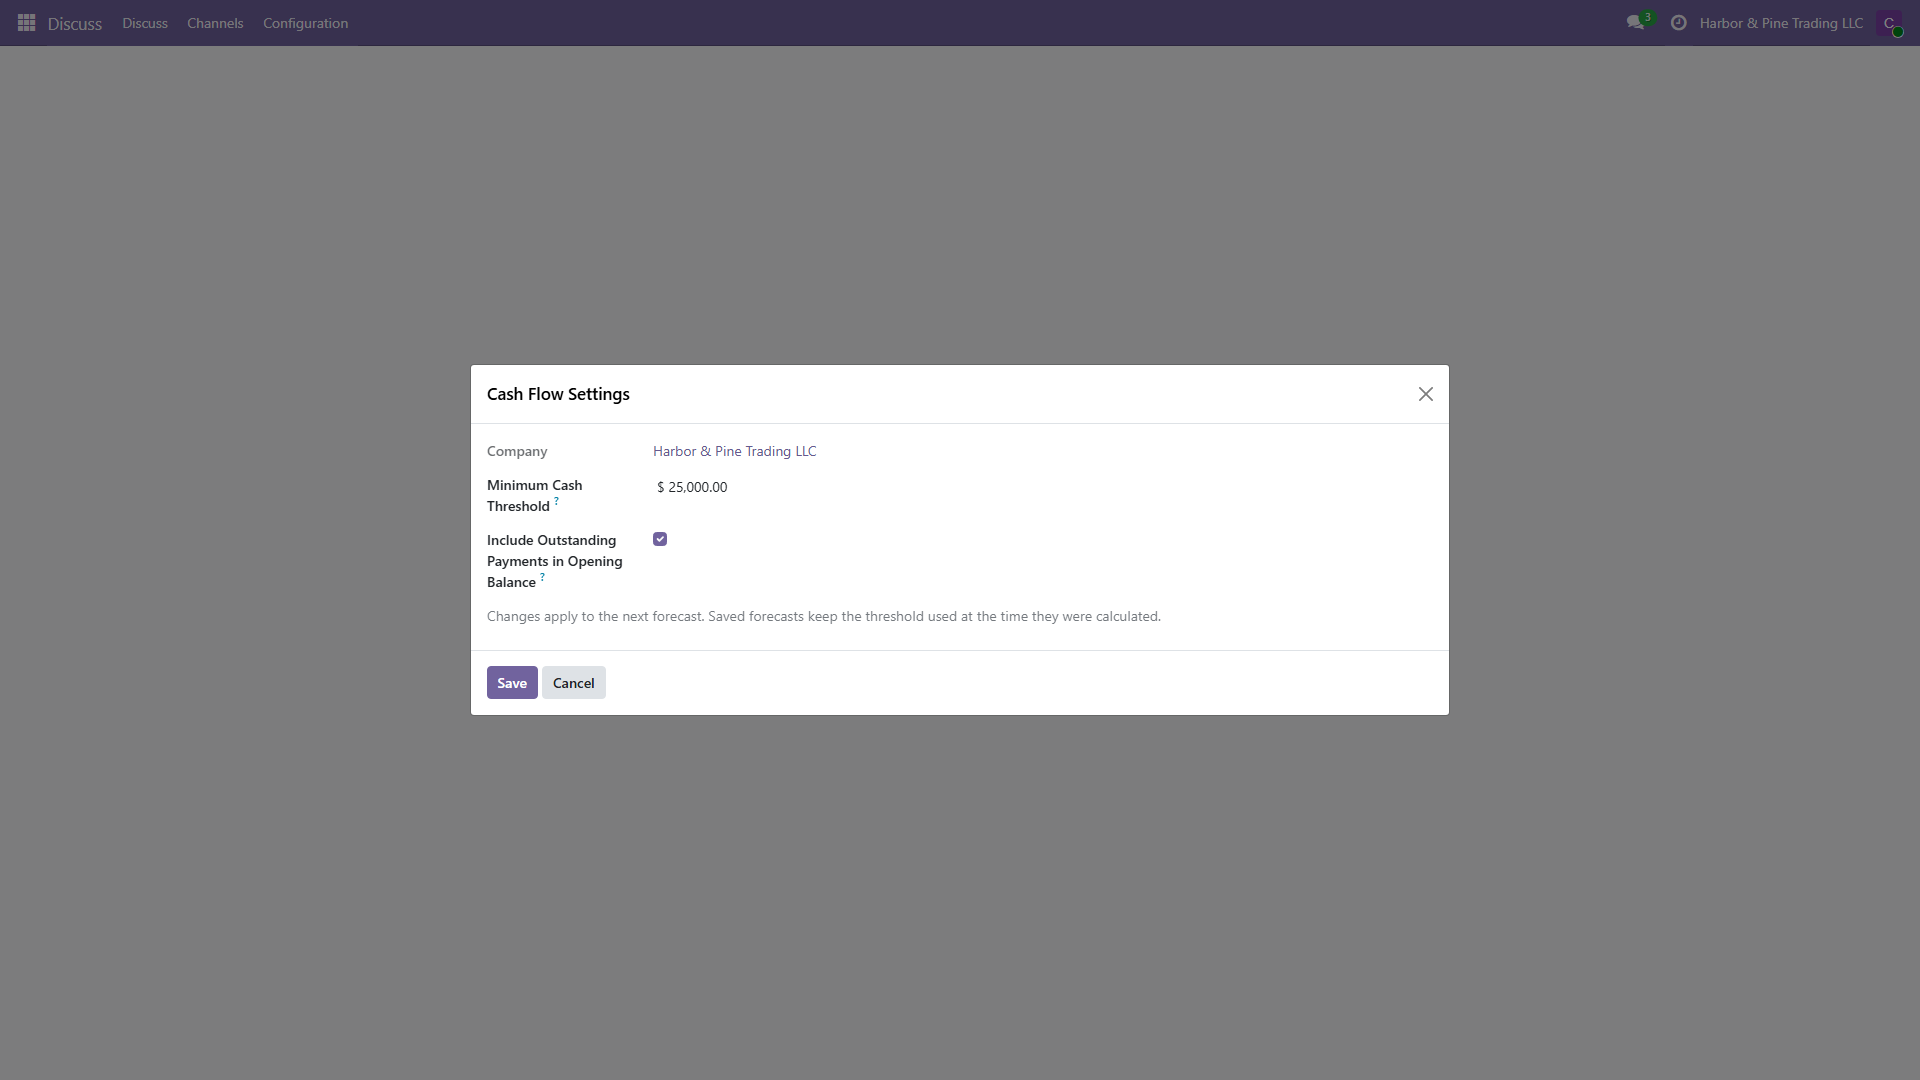 Discuss Discuss Channels Configuration 3 Harbor & Pine Trading LLC C
Cash Flow Settings
Company Harbor & Pine Trading LLC
Minimum Cash
Threshold ? $ 25,000.00
Include Outstanding
Payments in Opening
Balance ?
Changes apply to the next forecast. Saved forecasts keep the threshold used at the time they were calculated.
Save Cancel